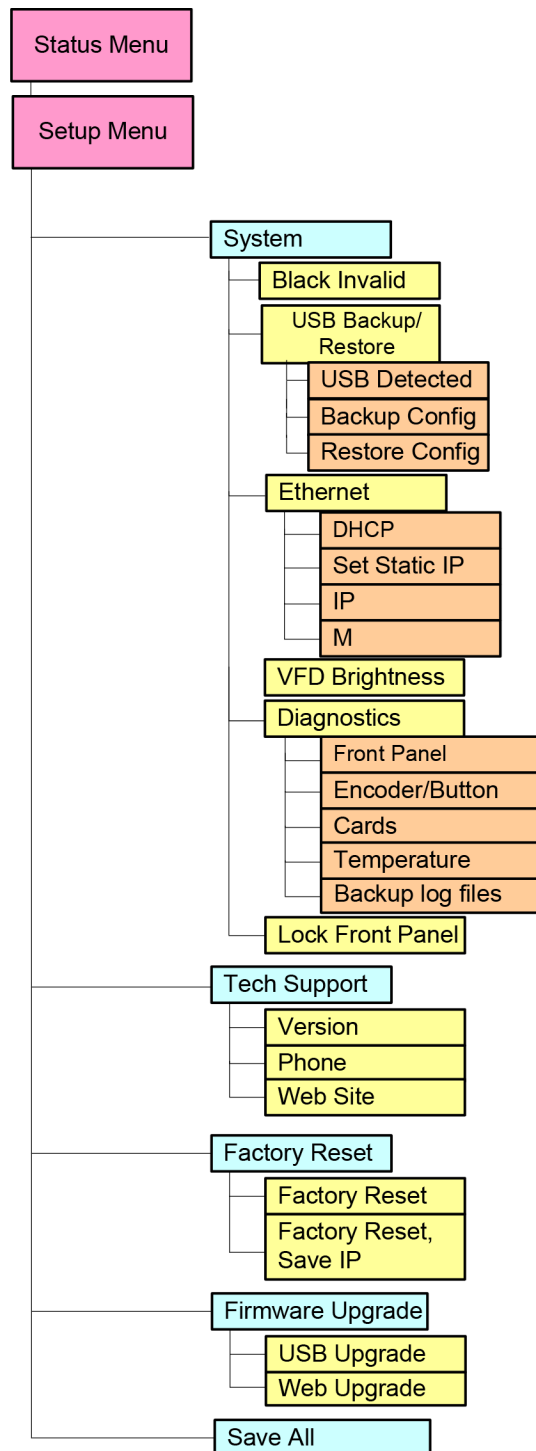 Status Menu
Setup Menu
System
Black Invalid
USB Backup/
Restore
USB Detected
Backup Config
Restore Config
Ethernet
DHCP
Set Static IP
IP
M
VFD Brightness
Diagnostics
Front Panel
Encoder/Button
Cards
Temperature
Backup log files
Lock Front Panel
Tech Support
Version
Phone
Web Site
Factory Reset
Factory Reset
Factory Reset,
Save IP
Firmware Upgrade
USB Upgrade
Web Upgrade
Save All